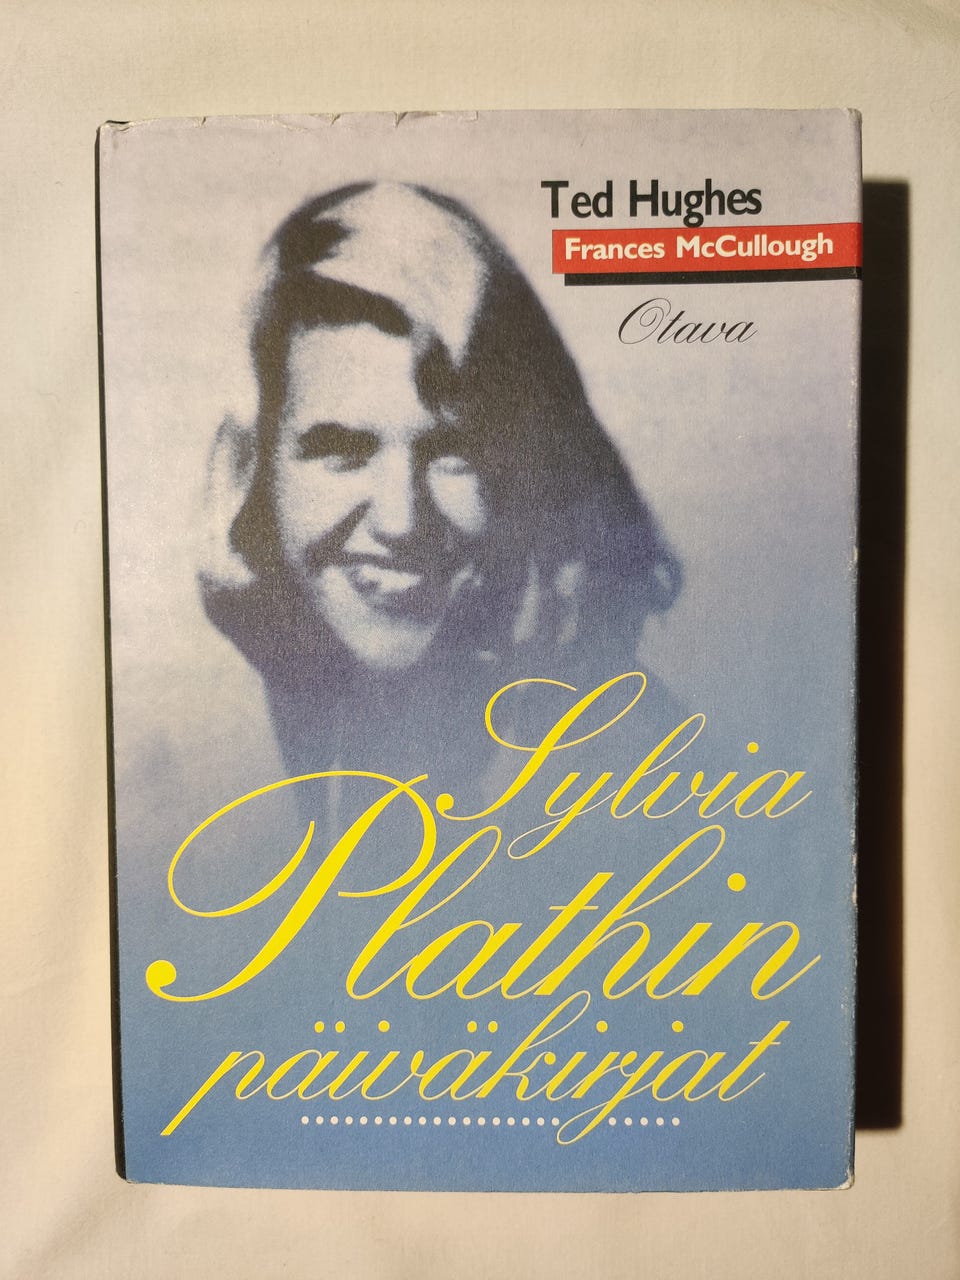 Ted Hughes
Frances McCullough
Otava
Sylvia
Plathin
päiväkirjat